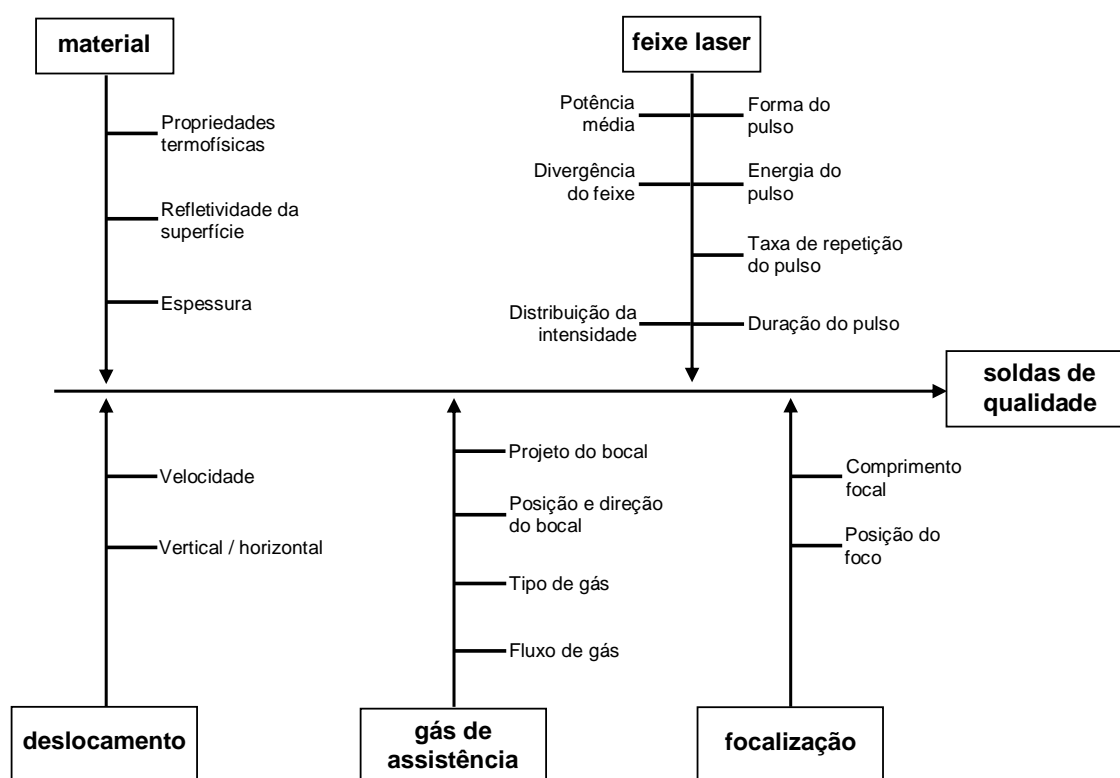 material
Propriedades
termofísicas
Refletividade da
superfície
Espessura
feixe laser
Potência
média
Forma do
pulso
Divergência
do feixe
Energia do
pulso
Taxa de repetição
do pulso
Distribuição da
intensidade
Duração do pulso
soldas de
qualidade
Velocidade
Vertical / horizontal
deslocamento
Projeto do bocal
Posição e direção
do bocal
Tipo de gás
Fluxo de gás
gás de
assistência
Comprimento
focal
Posição do
foco
focalização